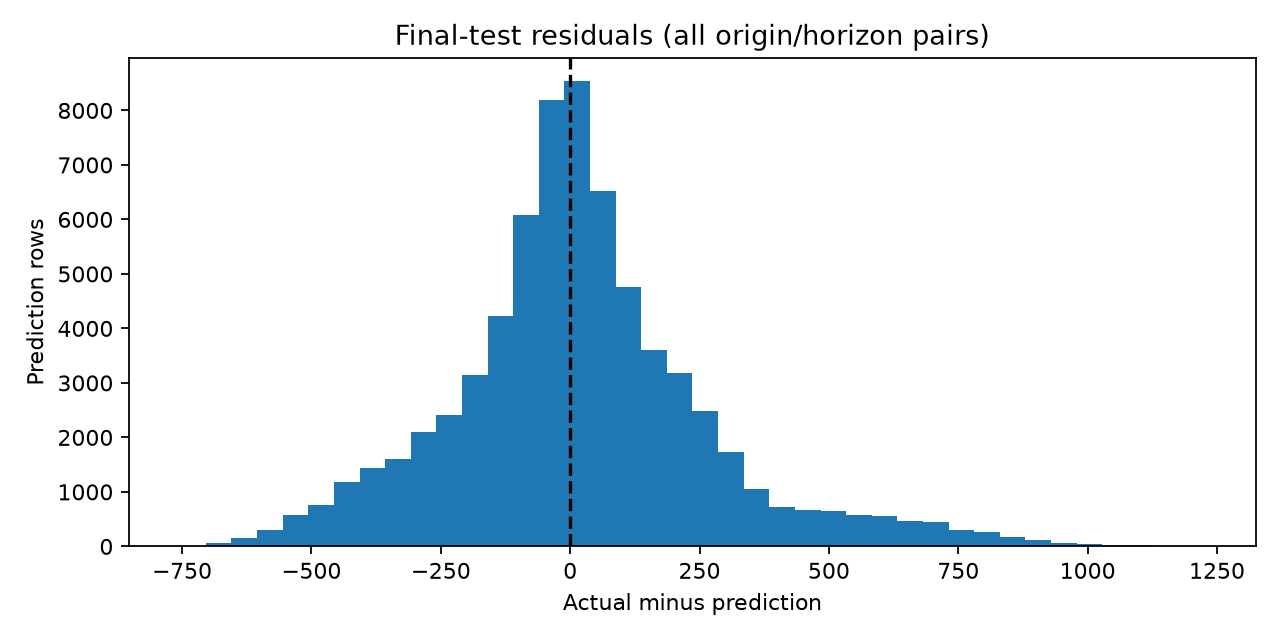 Final-test residuals (all origin/horizon pairs)
Prediction rows
8000
7000
6000
5000
4000
3000
2000
1000
0
−750 −500 −250 0 250 500 750 1000 1250
Actual minus prediction